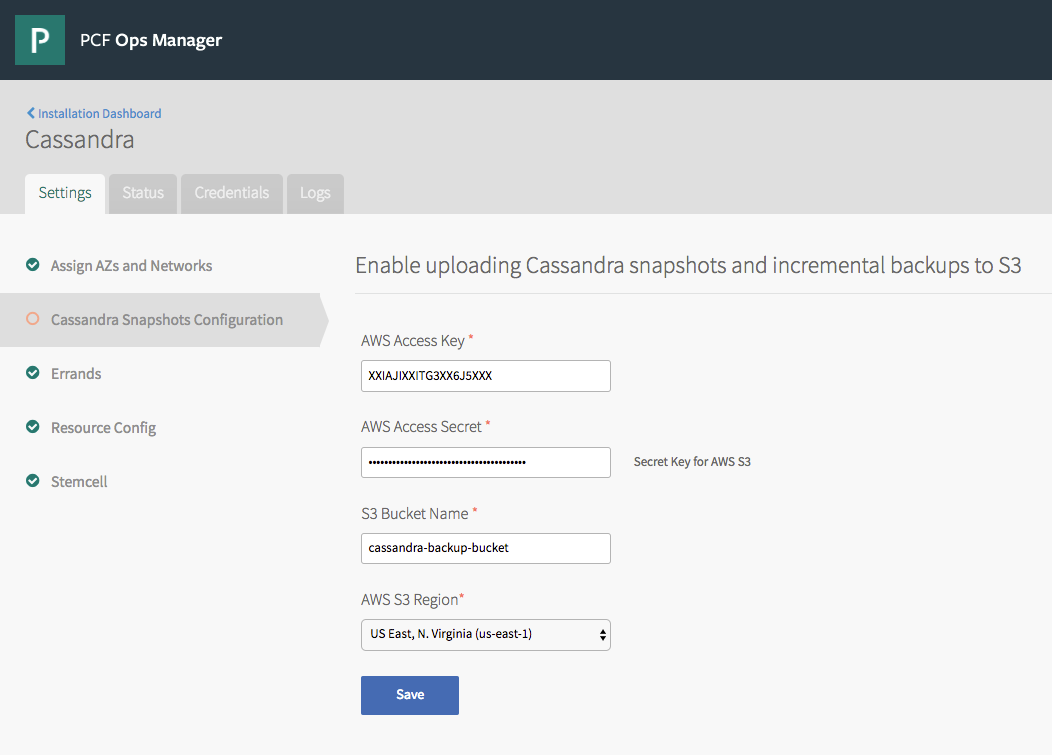 P PCF Ops Manager
Installation Dashboard
Cassandra
Settings Status Credentials Logs
Assign AZs and Networks
Cassandra Snapshots Configuration
Errands
Resource Config
Stemcell
Enable uploading Cassandra snapshots and incremental backups to S3
AWS Access Key *
XXIAJIXXITG3XX6J5XXX
AWS Access Secret *
••••••••••••••••••••••••••••••••••••••••
Secret Key for AWS S3
S3 Bucket Name *
cassandra-backup-bucket
AWS S3 Region*
US East, N. Virginia (us-east-1)
Save